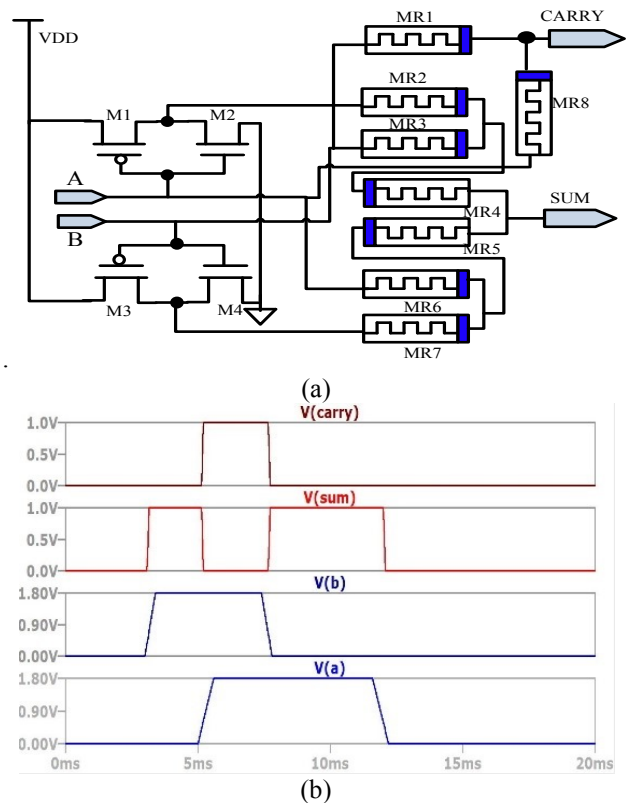 VDD
MR1
CARRY
MR2
MR8
M1
M2
MR3
A
B
MR4
SUM
MR5
M3
M4
MR6
MR7
.
(a)
V(carry)
1.0V
0.5V
0.0V
V(sum)
1.0V
0.5V
0.0V
V(b)
1.80V
0.90V
0.00V
V(a)
1.80V
0.90V
0.00V
0ms 5ms 10ms 15ms 20ms
(b)